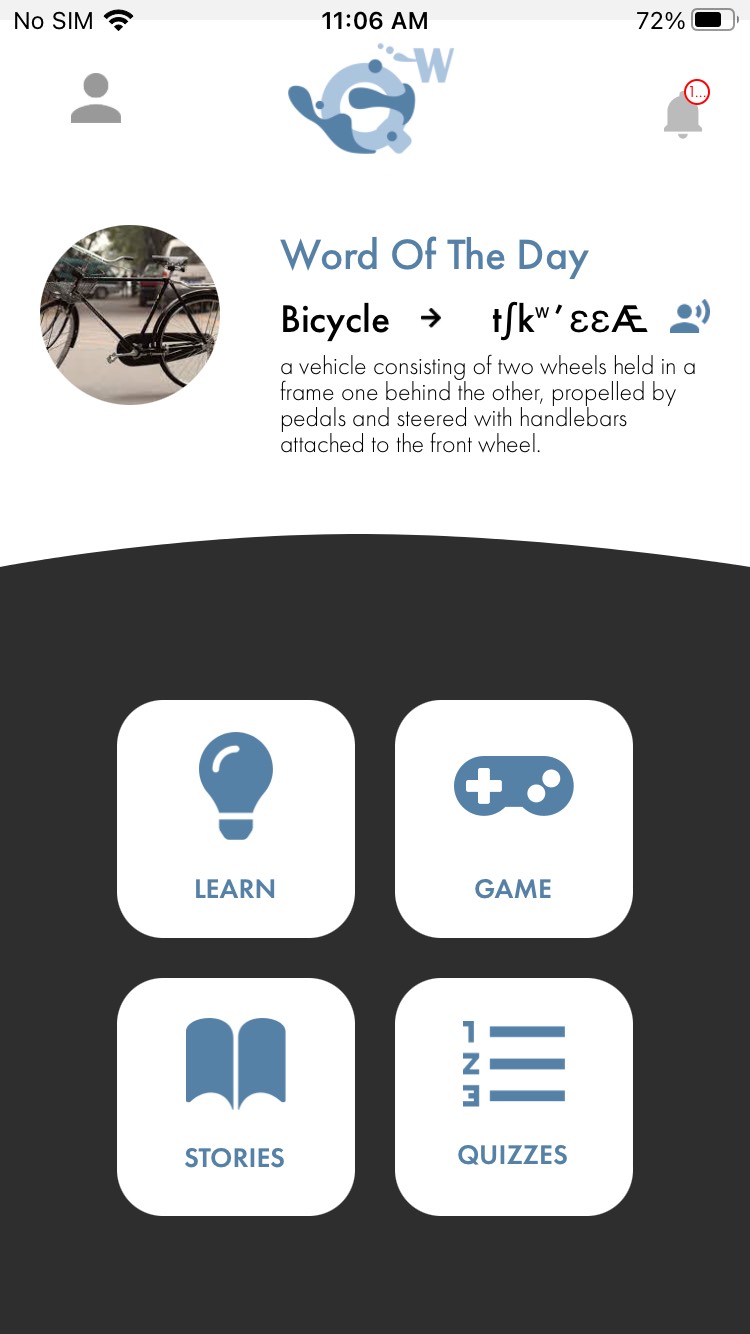 No SIM 11:06 AM 72%
W
1...
Word Of The Day
Bicycle → tʃkʷ’ɛɛÆ
a vehicle consisting of two wheels held in a
frame one behind the other, propelled by
pedals and steered with handlebars
attached to the front wheel.
LEARN GAME
1
2
3
STORIES QUIZZES